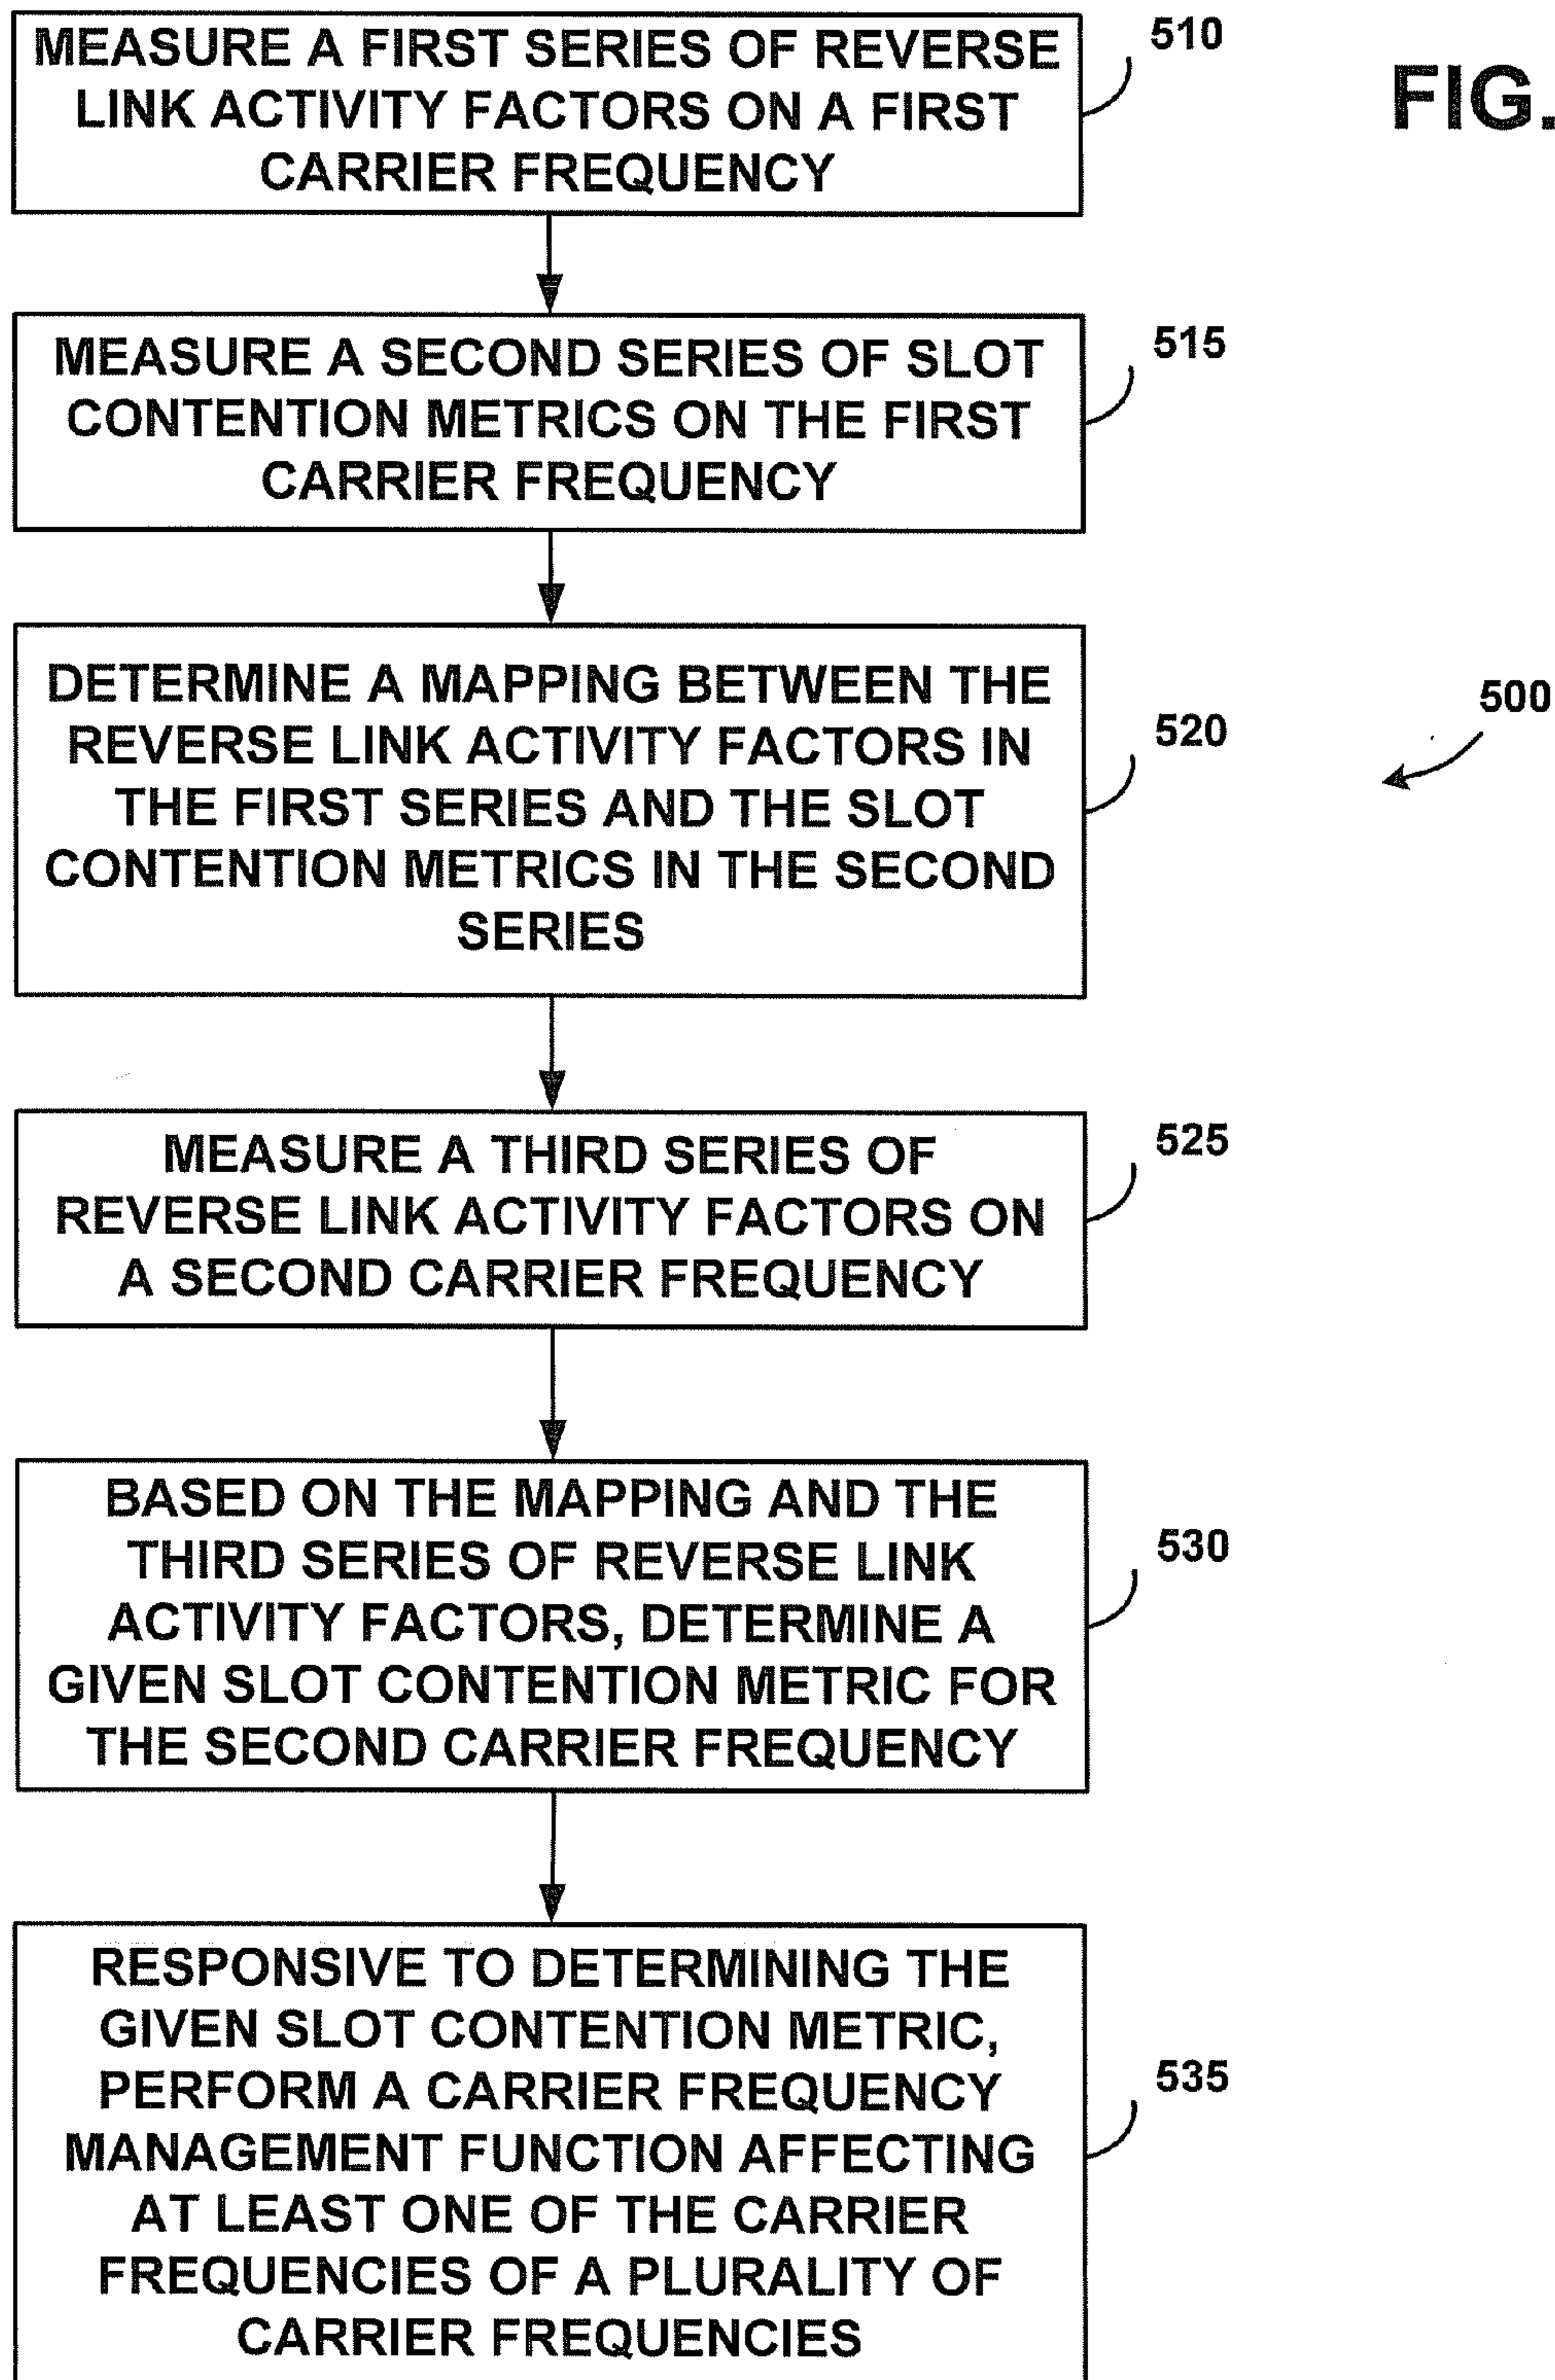 MEASURE A FIRST SERIES OF REVERSE
LINK ACTIVITY FACTORS ON A FIRST
CARRIER FREQUENCY
510
FIG.
MEASURE A SECOND SERIES OF SLOT
CONTENTION METRICS ON THE FIRST
CARRIER FREQUENCY
515
DETERMINE A MAPPING BETWEEN THE
REVERSE LINK ACTIVITY FACTORS IN
THE FIRST SERIES AND THE SLOT
CONTENTION METRICS IN THE SECOND
SERIES
520
500
MEASURE A THIRD SERIES OF
REVERSE LINK ACTIVITY FACTORS ON
A SECOND CARRIER FREQUENCY
525
BASED ON THE MAPPING AND THE
THIRD SERIES OF REVERSE LINK
ACTIVITY FACTORS, DETERMINE A
GIVEN SLOT CONTENTION METRIC FOR
THE SECOND CARRIER FREQUENCY
530
RESPONSIVE TO DETERMINING THE
GIVEN SLOT CONTENTION METRIC,
PERFORM A CARRIER FREQUENCY
MANAGEMENT FUNCTION AFFECTING
AT LEAST ONE OF THE CARRIER
FREQUENCIES OF A PLURALITY OF
CARRIER FREQUENCIES
535